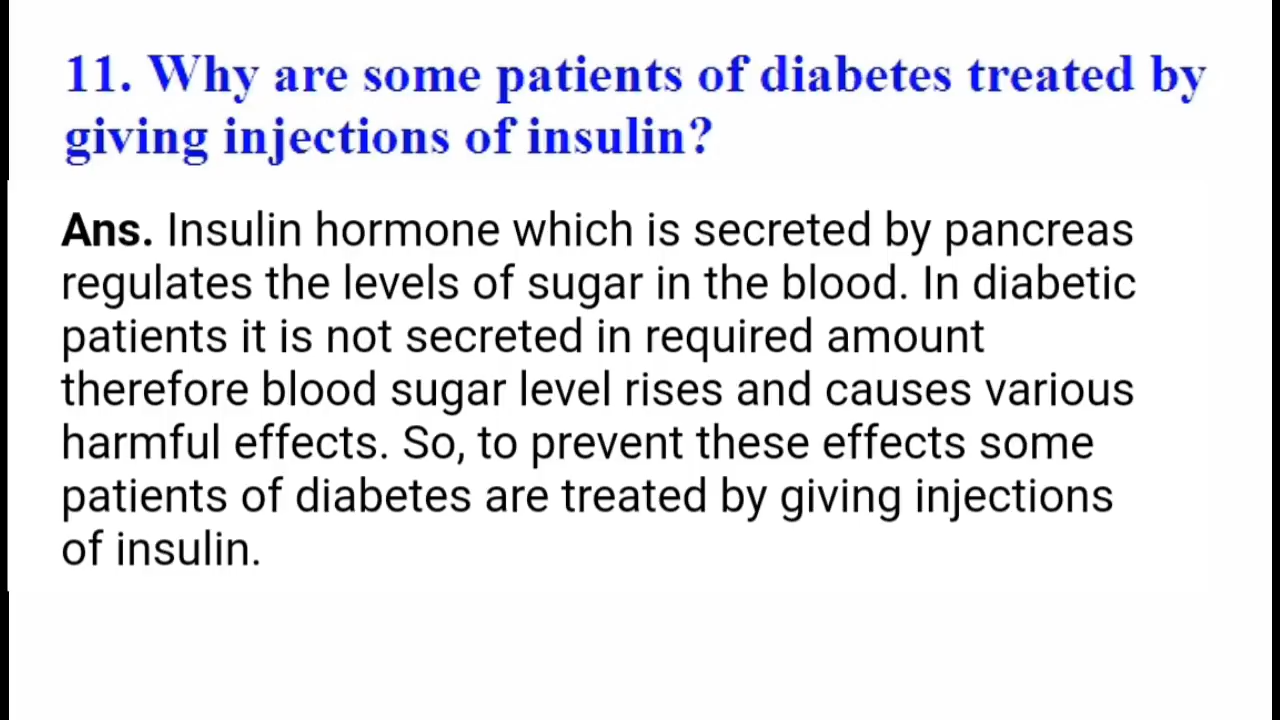 11. Why are some patients of diabetes treated by
giving injections of insulin?
Ans. Insulin hormone which is secreted by pancreas
regulates the levels of sugar in the blood. In diabetic
patients it is not secreted in required amount
therefore blood sugar level rises and causes various
harmful effects. So, to prevent these effects some
patients of diabetes are treated by giving injections
of insulin.